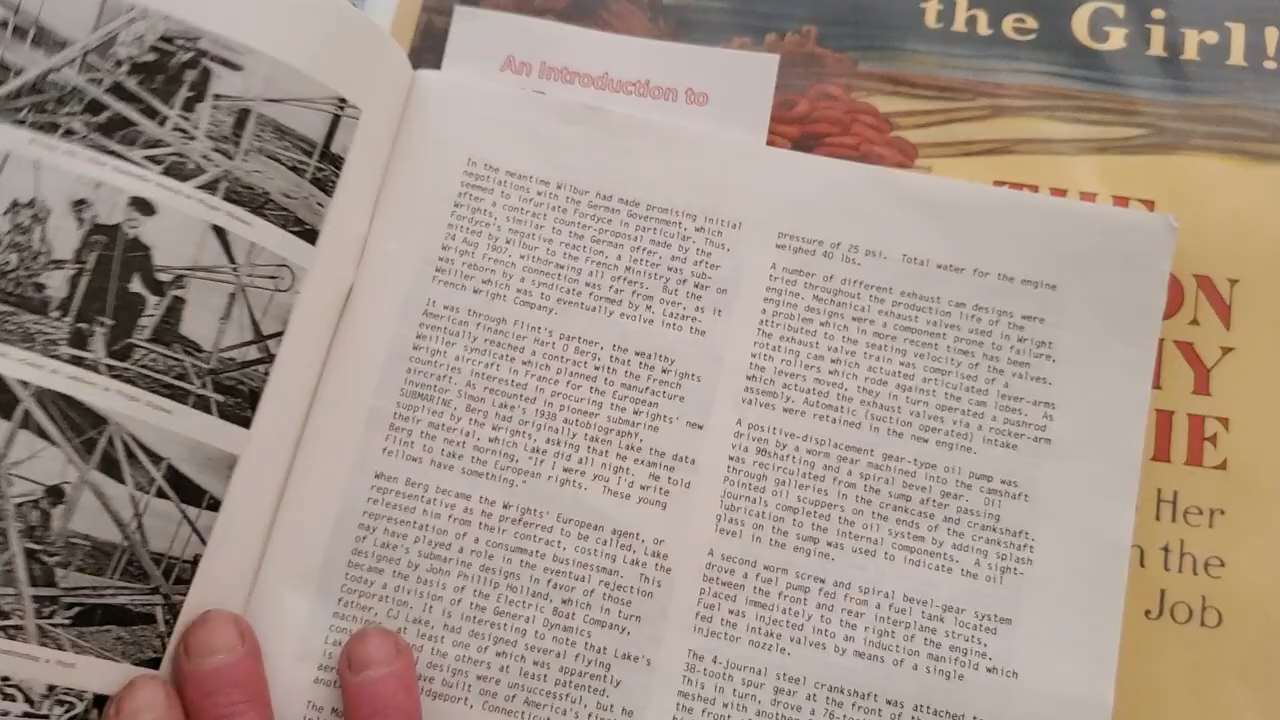 the Girl!
An Introduction to
In the meantime Wilbur had made promising initial
negotiations with the German Government, which
seemed to infuriate Fordyce in particular. Thus,
after a contract counter-proposal made by the
Wrights, similar to the German offer, and after
Fordyce's negative reaction, a letter was sub-
mitted by Wilbur to the French Ministry of War on
24 Aug 1907, withdrawing all offers. But the
Wright French connection was far from over, as it
was reborn by a syndicate formed by M. Lazare-
Weiller which was to eventually evolve into the
French Wright Company.
It was through Flint's partner, the wealthy
American financier Hart O Berg, that the Wrights
eventually reached a contract with the French
Weiller syndicate which planned to manufacture
Wright aircraft in France for the European
countries interested in procuring the Wrights' new
aircraft. As recounted in pioneer submarine
inventor Simon Lake's 1938 autobiography,
SUBMARINE, Berg had originally taken Lake the data
supplied by the Wrights, asking that he examine
their material, which Lake did all night. He told
Berg the next morning, "If I were you I'd write
Flint to take the European rights. These young
fellows have something."
When Berg became the Wrights' European agent, or
representative as he preferred to be called, Lake
released him from their contract, costing Lake the
representation of a consummate businessman. This
may have played a role in the eventual rejection
of Lake's submarine designs in favor of those
designed by John Phillip Holland, which in turn
became the basis of the Electric Boat Company,
today a division of the General Dynamics
Corporation. It is interesting to note that Lake's
father, CJ Lake, had designed several flying
at least one of which was apparently
and the others at least patented.
designs were unsuccessful, but he
built one of America's
Connecticut
The
pressure of 25 psi. Total water for the engine
weighed 40 lbs.
A number of different exhaust cam designs were
tried throughout the production life of the
engine. Mechanical exhaust valves used in Wright
engine designs were a component prone to failure,
a problem which in more recent times has been
attributed to the seating velocity of the valves.
The exhaust valve train was comprised of a
rotating cam which actuated articulated lever-arms
with rollers which rode against the cam lobes. As
the levers moved, they in turn operated a pushrod
which actuated the exhaust valves via a rocker-arm
assembly. Automatic (suction operated) intake
valves were retained in the new engine.
A positive-displacement gear-type oil pump was
driven by a worm gear machined into the camshaft
via 90shafting and a spiral bevel gear. Oil
was recirculated from the sump after passing
through galleries in the crankcase and crankshaft.
Pointed oil scuppers on the ends of the crankshaft
journals completed the oil system by adding splash
lubrication to the internal components. A sight-
glass on the sump was used to indicate the oil
level in the engine.
A second worm screw and spiral bevel-gear system
drove a fuel pump fed from a fuel tank located
between the front and rear interplane struts,
placed immediately to the right of the engine.
Fuel was injected into an induction manifold which
fed the intake valves by means of a single
injector nozzle.
The 4-journal steel crankshaft was attached
38-tooth spur gear at the front of
This in turn, drove a
meshed with another
the front
THE
ON
Her
the
Job